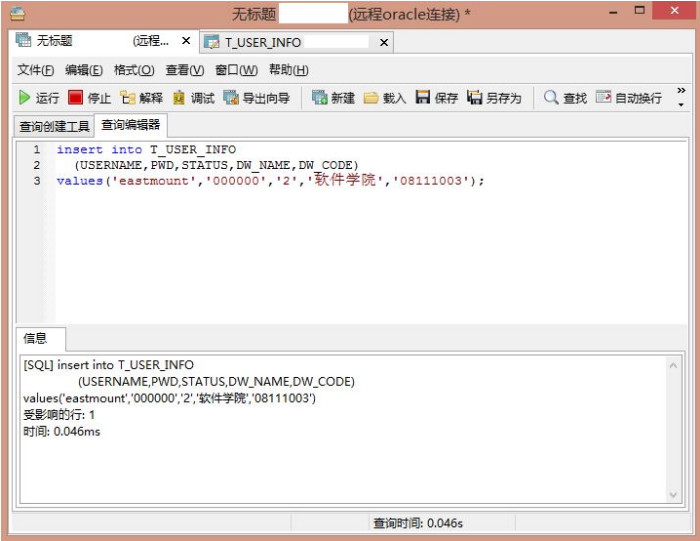 无标题 (远程oracle连接) *
无标题 (远程... T_USER_INFO
文件(F) 编辑(E) 格式(O) 查看(V) 窗口(W) 帮助(H)
运行 停止 解释 调试 导出向导 新建 载入 保存 另存为 查找 自动换行
查询创建工具 查询编辑器
1 insert into T_USER_INFO
2 (USERNAME,PWD,STATUS,DW_NAME,DW_CODE)
3 values('eastmount','000000','2','软件学院','08111003');
信息
[SQL] insert into T_USER_INFO
(USERNAME,PWD,STATUS,DW_NAME,DW_CODE)
values('eastmount','000000','2','软件学院','08111003')
受影响的行: 1
时间: 0.046ms
查询时间: 0.046s